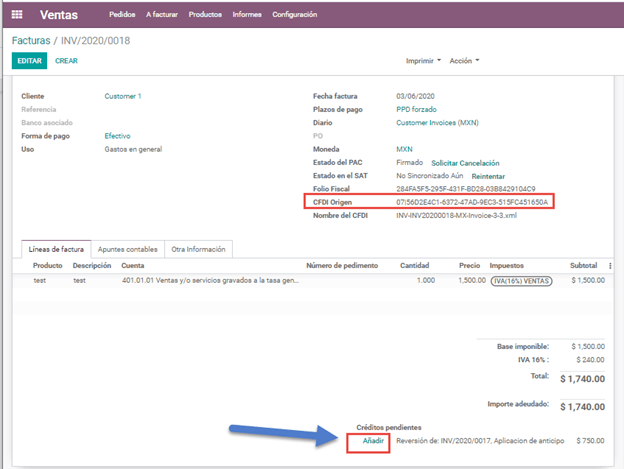 Ventas Pedidos A facturar Productos Informes Configuración
Facturas / INV/2020/0018
EDITAR CREAR Imprimir Acción
Cliente Customer 1 Fecha factura 03/06/2020
Referencia Plazos de pago PPD forzado
Banco asociado Diario Customer Invoices (MXN)
Forma de pago Efectivo PO
Uso Gastos en general Moneda MXN
Estado del PAC Firmado Solicitar Cancelación
Estado en el SAT No Sincronizado Aún Reintentar
Folio Fiscal 284FA5F5-295F-431F-BD28-03B8429104C9
CFDI Origen 07|56D2E4C1-6372-47AD-9EC3-515FC451650A
Nombre del CFDI INV-INV20200018-MX-Invoice-3-3.xml
Líneas de factura Apuntes contables Otra Información
Producto Descripción Cuenta Número de pedimento Cantidad Precio Impuestos Subtotal
test test 401.01.01 Ventas y/o servicios gravados a la tasa gen... 1.000 1,500.00 IVA(16%) VENTAS $ 1,500.00
Base imponible: $ 1,500.00
IVA 16% : $ 240.00
Total: $ 1,740.00
Importe adeudado: $ 1,740.00
Créditos pendientes
Añadir Reversión de: INV/2020/0017, Aplicacion de anticipo $ 750.00